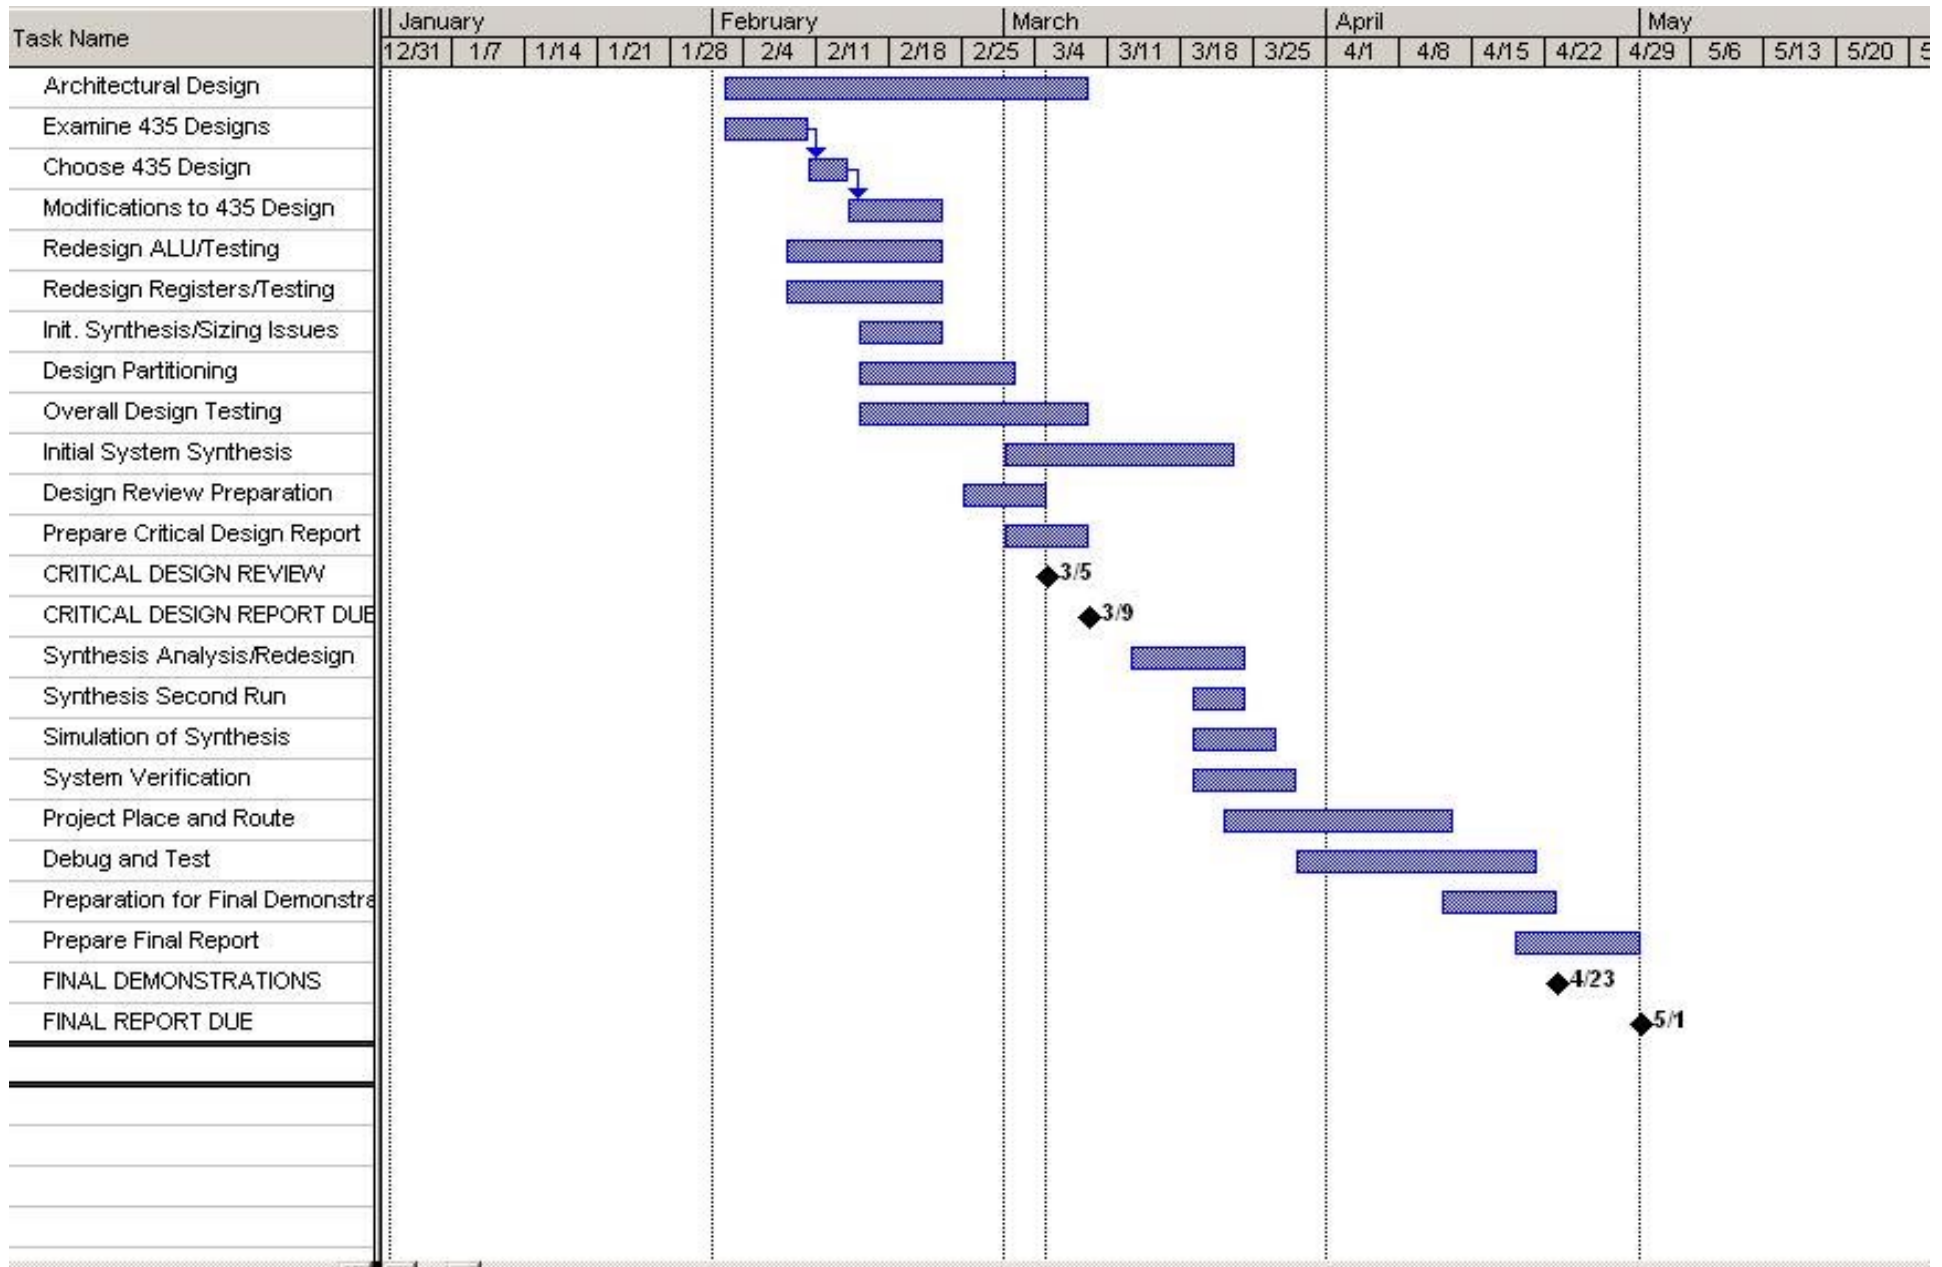 Task Name
January February March April May
12/31 1/7 1/14 1/21 1/28 2/4 2/11 2/18 2/25 3/4 3/11 3/18 3/25 4/1 4/8 4/15 4/22 4/29 5/6 5/13 5/20
Architectural Design
Examine 435 Designs
Choose 435 Design
Modifications to 435 Design
Redesign ALU/Testing
Redesign Registers/Testing
Init. Synthesis/Sizing Issues
Design Partitioning
Overall Design Testing
Initial System Synthesis
Design Review Preparation
Prepare Critical Design Report
CRITICAL DESIGN REVIEW 3/5
CRITICAL DESIGN REPORT DUE 3/9
Synthesis Analysis/Redesign
Synthesis Second Run
Simulation of Synthesis
System Verification
Project Place and Route
Debug and Test
Preparation for Final Demonstra
Prepare Final Report
FINAL DEMONSTRATIONS 4/23
FINAL REPORT DUE 5/1